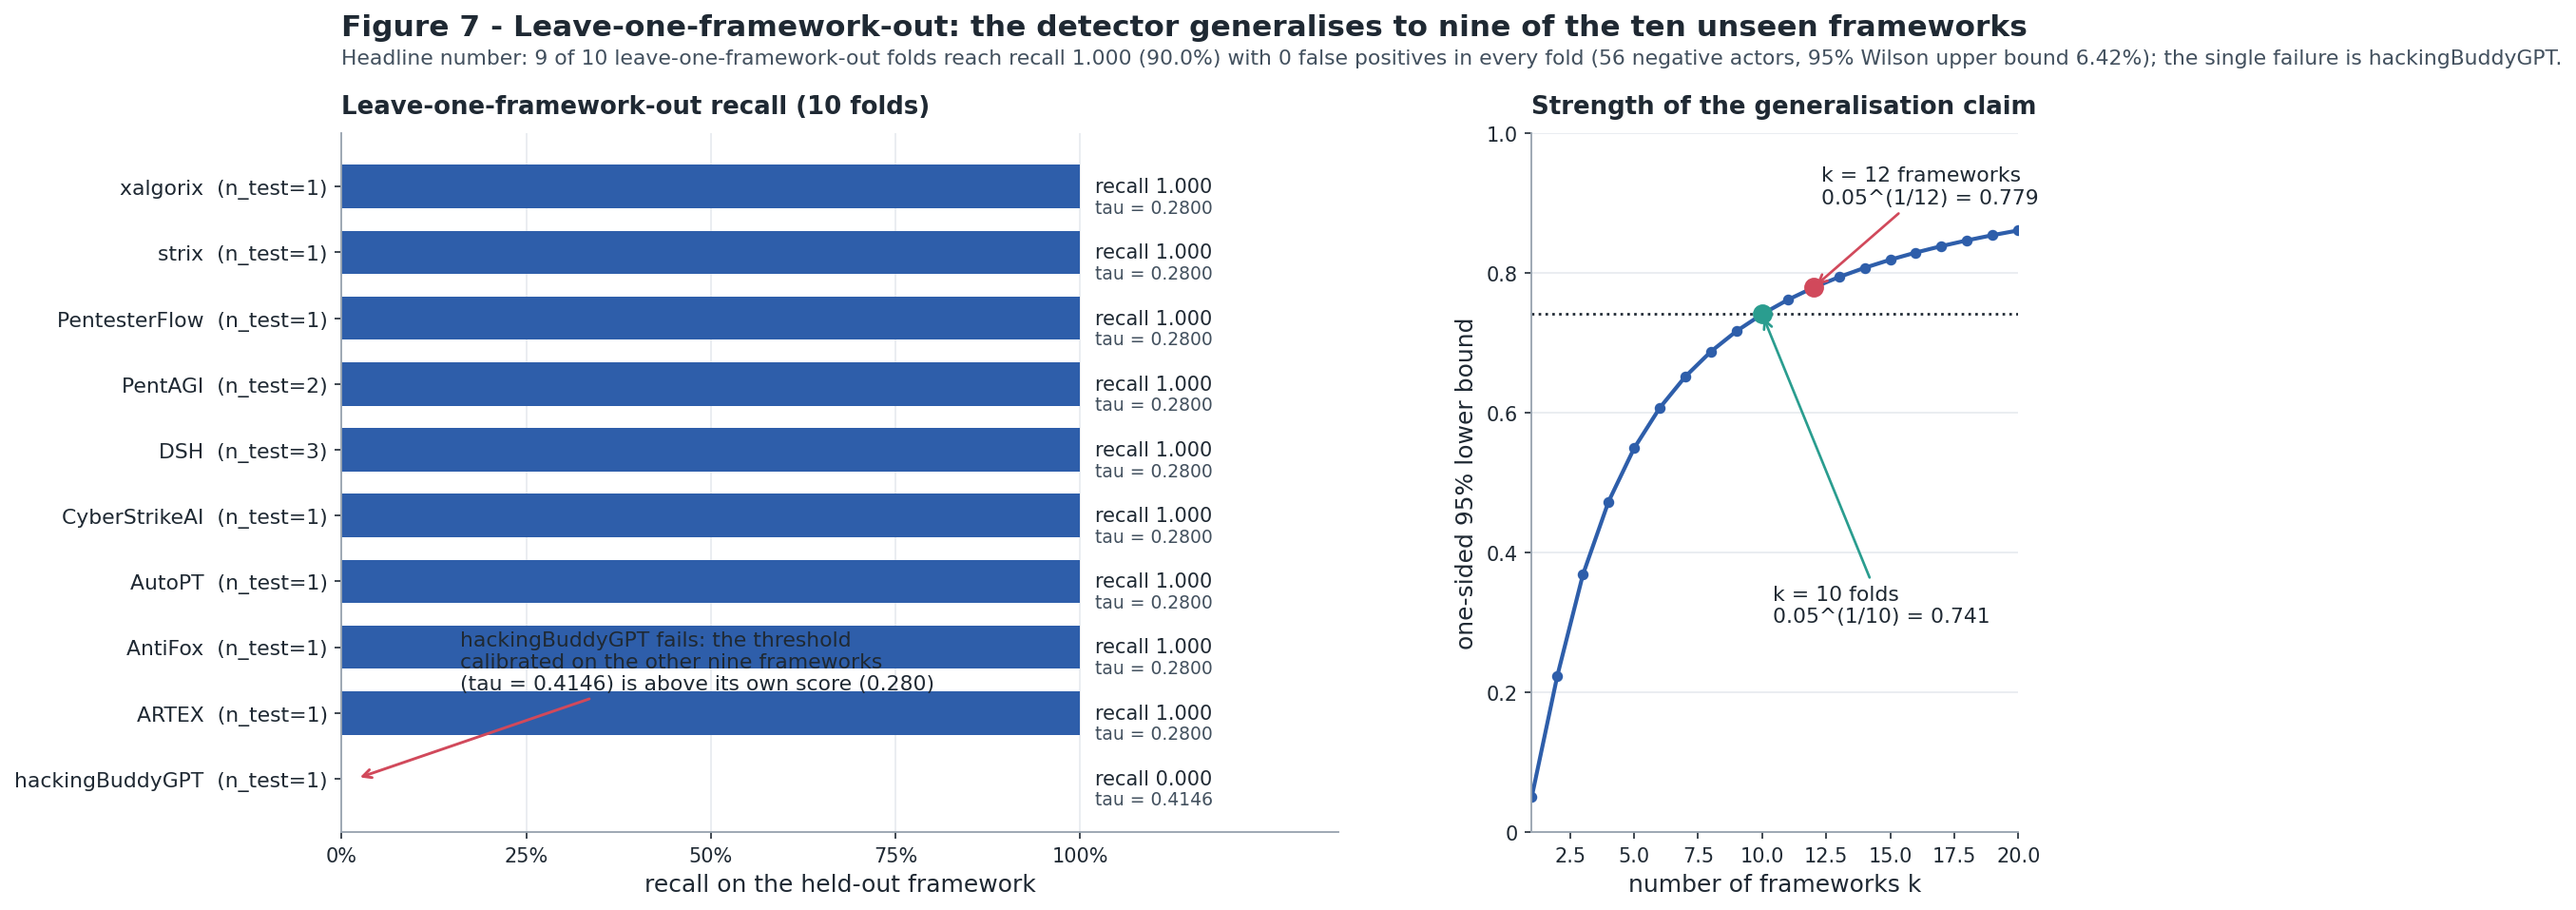 Figure 7 - Leave-one-framework-out: the detector generalises to nine of the ten unseen frameworks
Headline number: 9 of 10 leave-one-framework-out folds reach recall 1.000 (90.0%) with 0 false positives in every fold (56 negative actors, 95% Wilson upper bound 6.42%); the single failure is hackingBuddyGPT.
Leave-one-framework-out recall (10 folds)
xalgorix (n_test=1)
recall 1.000
tau = 0.2800
strix (n_test=1)
recall 1.000
tau = 0.2800
PentesterFlow (n_test=1)
recall 1.000
tau = 0.2800
PentAGI (n_test=2)
recall 1.000
tau = 0.2800
DSH (n_test=3)
recall 1.000
tau = 0.2800
CyberStrikeAI (n_test=1)
recall 1.000
tau = 0.2800
AutoPT (n_test=1)
recall 1.000
tau = 0.2800
AntiFox (n_test=1)
recall 1.000
tau = 0.2800
hackingBuddyGPT fails: the threshold
calibrated on the other nine frameworks
(tau = 0.4146) is above its own score (0.280)
ARTEX (n_test=1)
recall 1.000
tau = 0.2800
hackingBuddyGPT (n_test=1)
recall 0.000
tau = 0.4146
0% 25% 50% 75% 100%
recall on the held-out framework
Strength of the generalisation claim
one-sided 95% lower bound
1.0
0.8
0.6
0.4
0.2
0
k = 12 frameworks
0.05^(1/12) = 0.779
k = 10 folds
0.05^(1/10) = 0.741
2.5 5.0 7.5 10.0 12.5 15.0 17.5 20.0
number of frameworks k